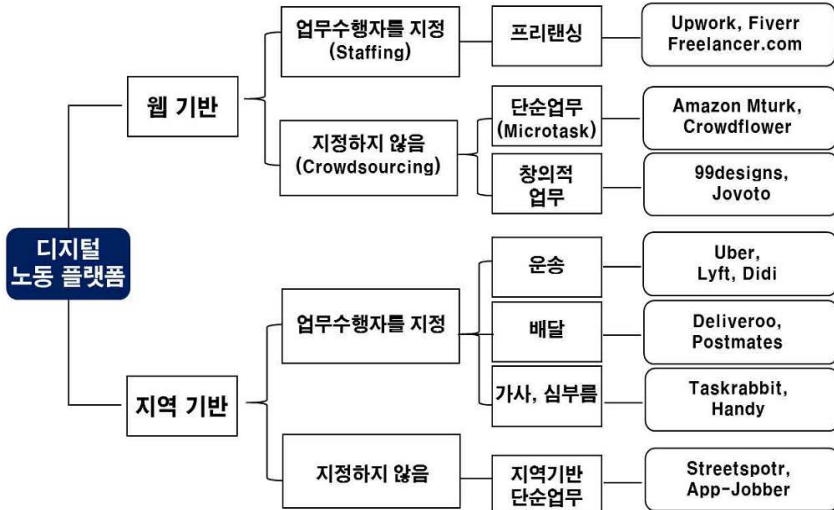 디지털
노동 플랫폼
웹 기반
업무수행자를 지정
(Staffing)
프리랜싱
Upwork, Fiverr
Freelancer.com
지정하지 않음
(Crowdsourcing)
단순업무
(Microtask)
Amazon Mturk,
Crowdflower
창의적
업무
99designs,
Jovoto
지역 기반
업무수행자를 지정
운송
Uber,
Lyft, Didi
배달
Deliveroo,
Postmates
가사, 심부름
Taskrabbit,
Handy
지정하지 않음
지역기반
단순업무
Streetspotr,
App-Jobber